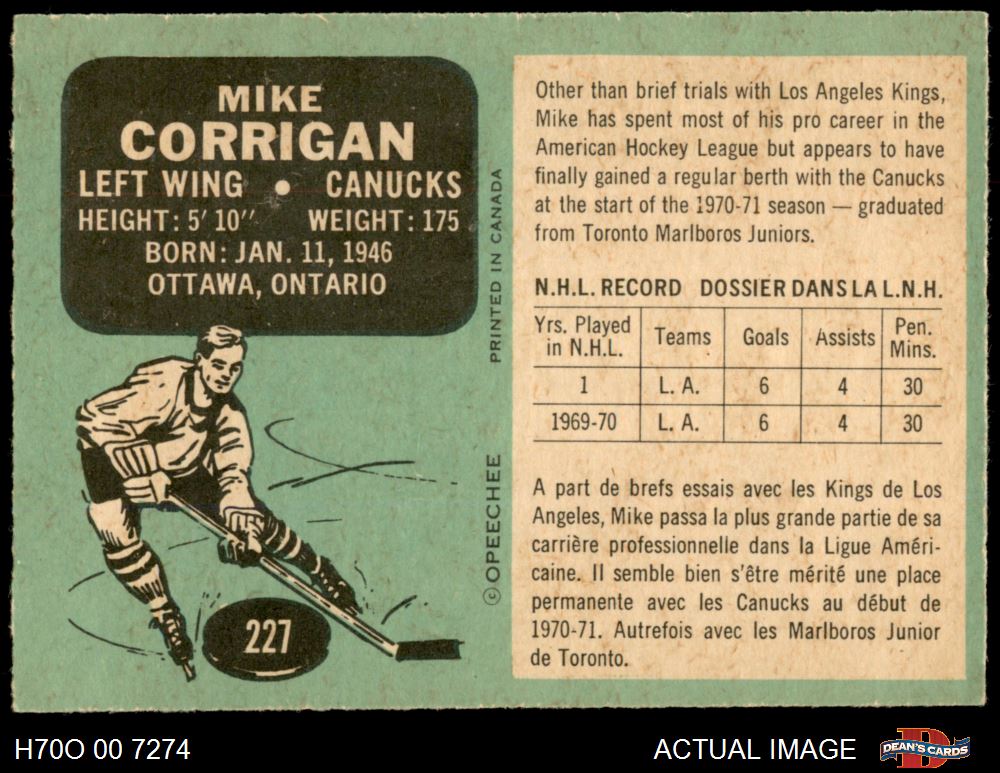 MIKE
CORRIGAN
LEFT WING • CANUCKS
HEIGHT: 5' 10" WEIGHT: 175
BORN: JAN. 11, 1946
OTTAWA, ONTARIO
227
PRINTED IN CANADA
© OPEECHEE
Other than brief trials with Los Angeles Kings,
Mike has spent most of his pro career in the
American Hockey League but appears to have
finally gained a regular berth with the Canucks
at the start of the 1970-71 season — graduated
from Toronto Marlboros Juniors.
N.H.L. RECORD DOSSIER DANS LA L.N.H.
Yrs. Played in N.H.L. Teams Goals Assists Pen. Mins.
1 L. A. 6 4 30
1969-70 L. A. 6 4 30
A part de brefs essais avec les Kings de Los
Angeles, Mike passa la plus grande partie de sa
carrière professionnelle dans la Ligue Améri-
caine. Il semble bien s'être mérité une place
permanente avec les Canucks au début de
1970-71. Autrefois avec les Marlboros Junior
de Toronto.
H70O 00 7274
ACTUAL IMAGE
DEAN'S CARDS